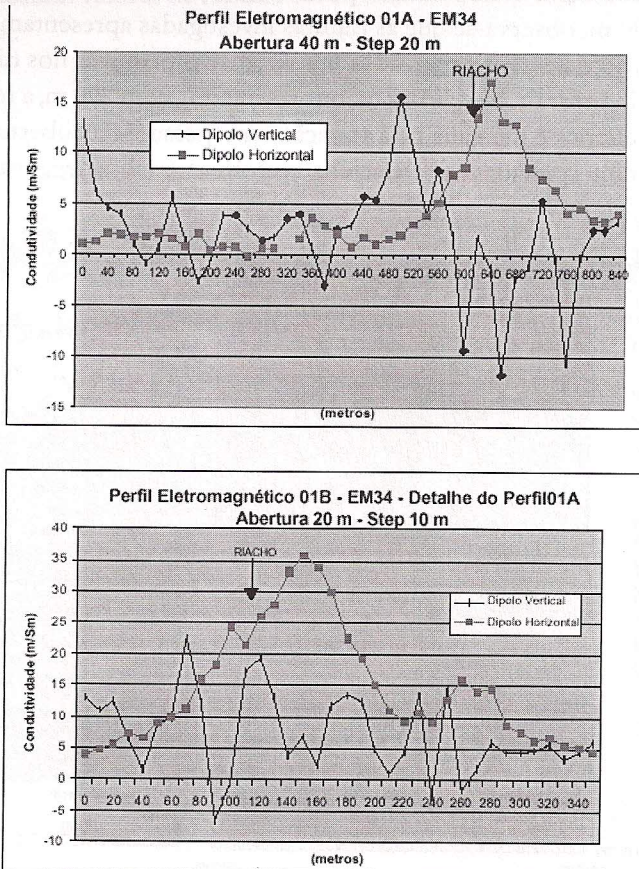 Perfil Eletromagnético 01A - EM34
Abertura 40 m - Step 20 m
RIACHO
Dipolo Vertical
Dipolo Horizontal
Condutividade (m/Sm)
20
15
10
5
0
-5
-10
-15
0 40 80 120 160 200 240 280 320 360 400 440 480 520 560 600 640 680 720 760 800 840
(metros)
Perfil Eletromagnético 01B - EM34 - Detalhe do Perfil01A
Abertura 20 m - Step 10 m
RIACHO
Dipolo Vertical
Dipolo Horizontal
Condutividade (m/Sm)
40
35
30
25
20
15
10
5
0
-5
-10
0 20 40 60 80 100 120 140 160 180 200 220 240 260 280 300 320 340
(metros)